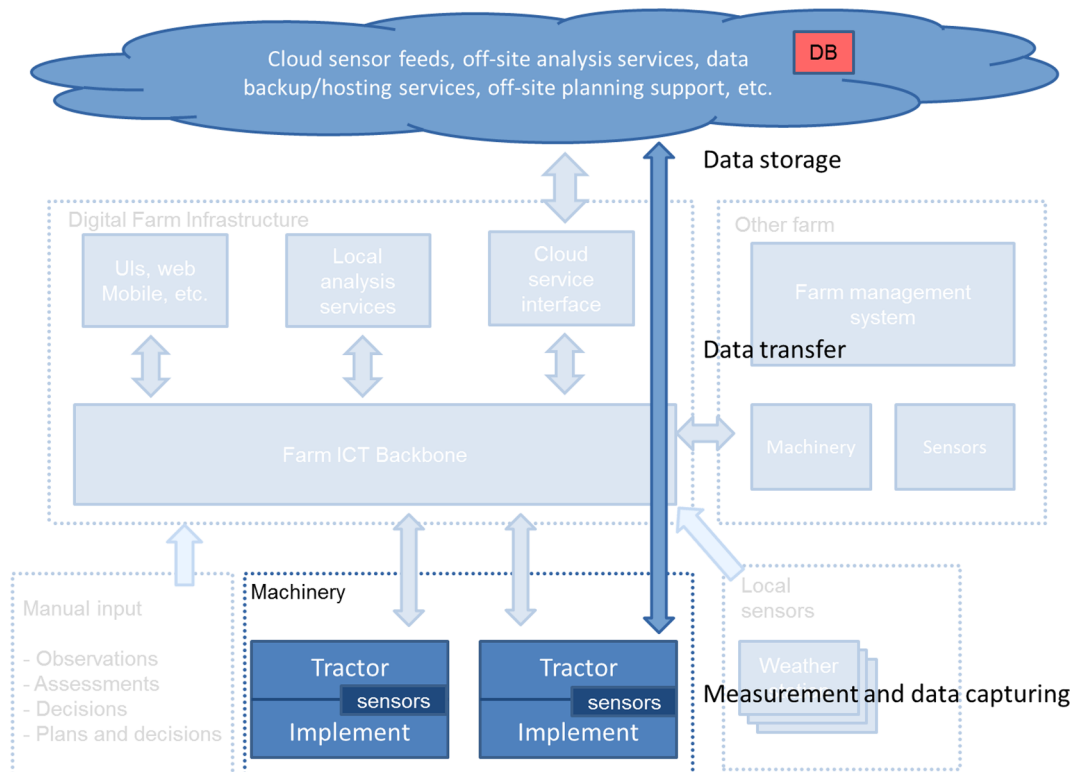 Cloud sensor feeds, off-site analysis services, data
backup/hosting services, off-site planning support, etc.
DB
Data storage
Digital Farm Infrastructure
UIs, web
Mobile, etc.
Local
analysis
services
Cloud
service
interface
Other farm
Farm management
system
Data transfer
Farm ICT Backbone
Machinery
Sensors
Manual input
- Observations
- Assessments
- Decisions
- Plans and decisions
Machinery
Tractor
sensors
Implement
Tractor
sensors
Implement
Local
sensors
Weather
Measurement and data capturing